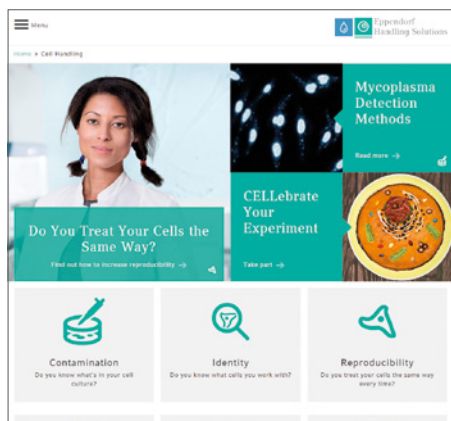 Menu
Eppendorf
Handling Solutions
Home » Cell Handling
Mycoplasma
Detection
Methods
Read more →
Do You Treat Your Cells the
Same Way?
Find out how to increase reproducibility →
CELLebrate
Your
Experiment
Take part →
Contamination
Do you know what's in your cell
culture?
Identity
Do you know what cells you work with?
Reproducibility
Do you treat your cells the same way
every time?